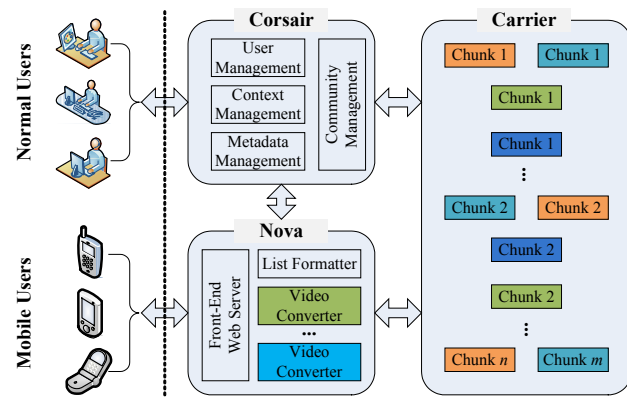 Normal Users
Mobile Users
Corsair
User
Management
Context
Management
Metadata
Management
Community
Management
Nova
Front-End
Web Server
List Formatter
Video
Converter
...
Video
Converter
Carrier
Chunk 1
Chunk 1
Chunk 1
Chunk 1
...
Chunk 2
Chunk 2
Chunk 2
Chunk 2
...
Chunk n
Chunk m